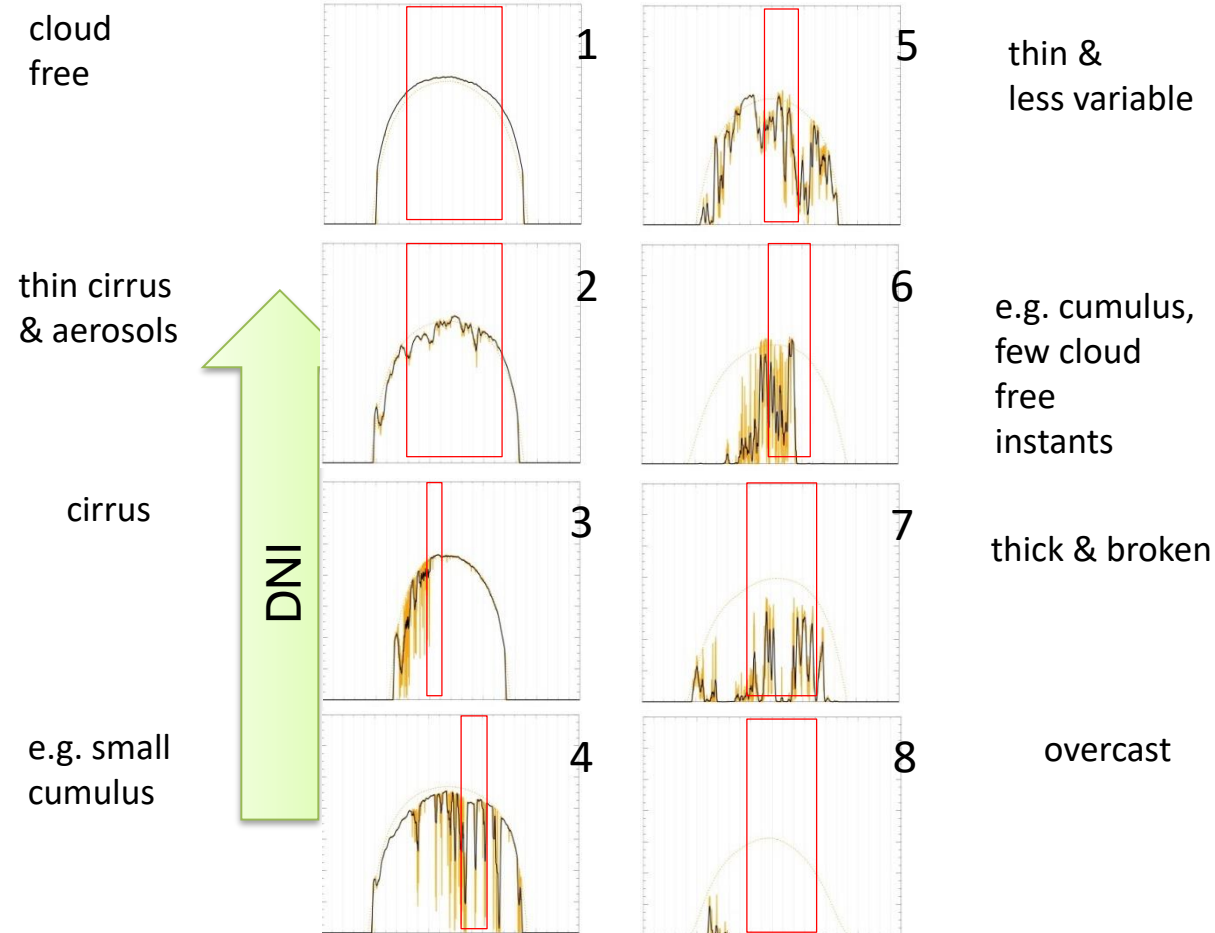 cloud
free
1
5
thin &
less variable
thin cirrus
& aerosols
2
6
e.g. cumulus,
few cloud
free
instants
cirrus
3
7
thick & broken
DNI
e.g. small
cumulus
4
8
overcast